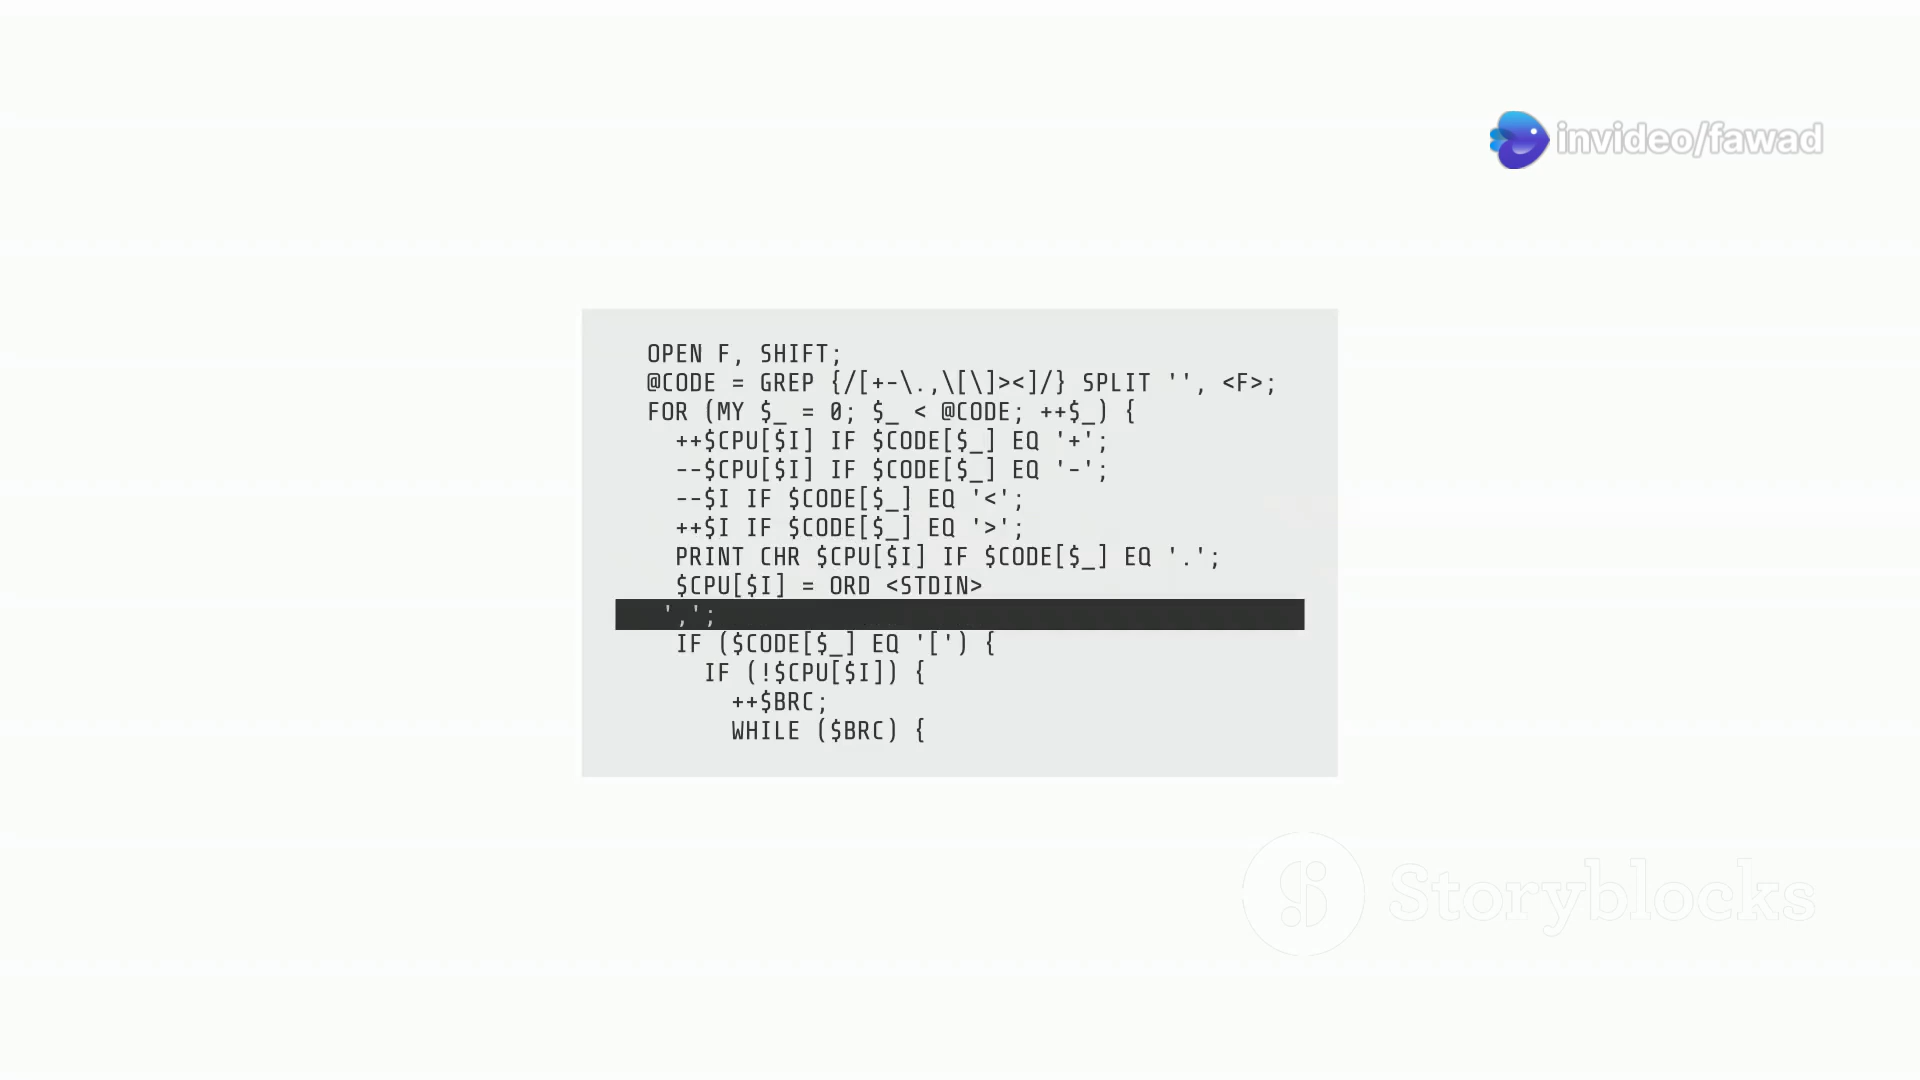 invideo/fawad
OPEN F, SHIFT;
@CODE = GREP {/[+-\.,\[\]><]/} SPLIT '', <F>;
FOR (MY $_ = 0; $_ < @CODE; ++$_) {
  ++$CPU[$I] IF $CODE[$_] EQ '+';
  --$CPU[$I] IF $CODE[$_] EQ '-';
  --$I IF $CODE[$_] EQ '<';
  ++$I IF $CODE[$_] EQ '>';
  PRINT CHR $CPU[$I] IF $CODE[$_] EQ '.';
  $CPU[$I] = ORD <STDIN>
 ',';
  IF ($CODE[$_] EQ '[') {
    IF (!$CPU[$I]) {
      ++$BRC;
      WHILE ($BRC) {
Storyblocks